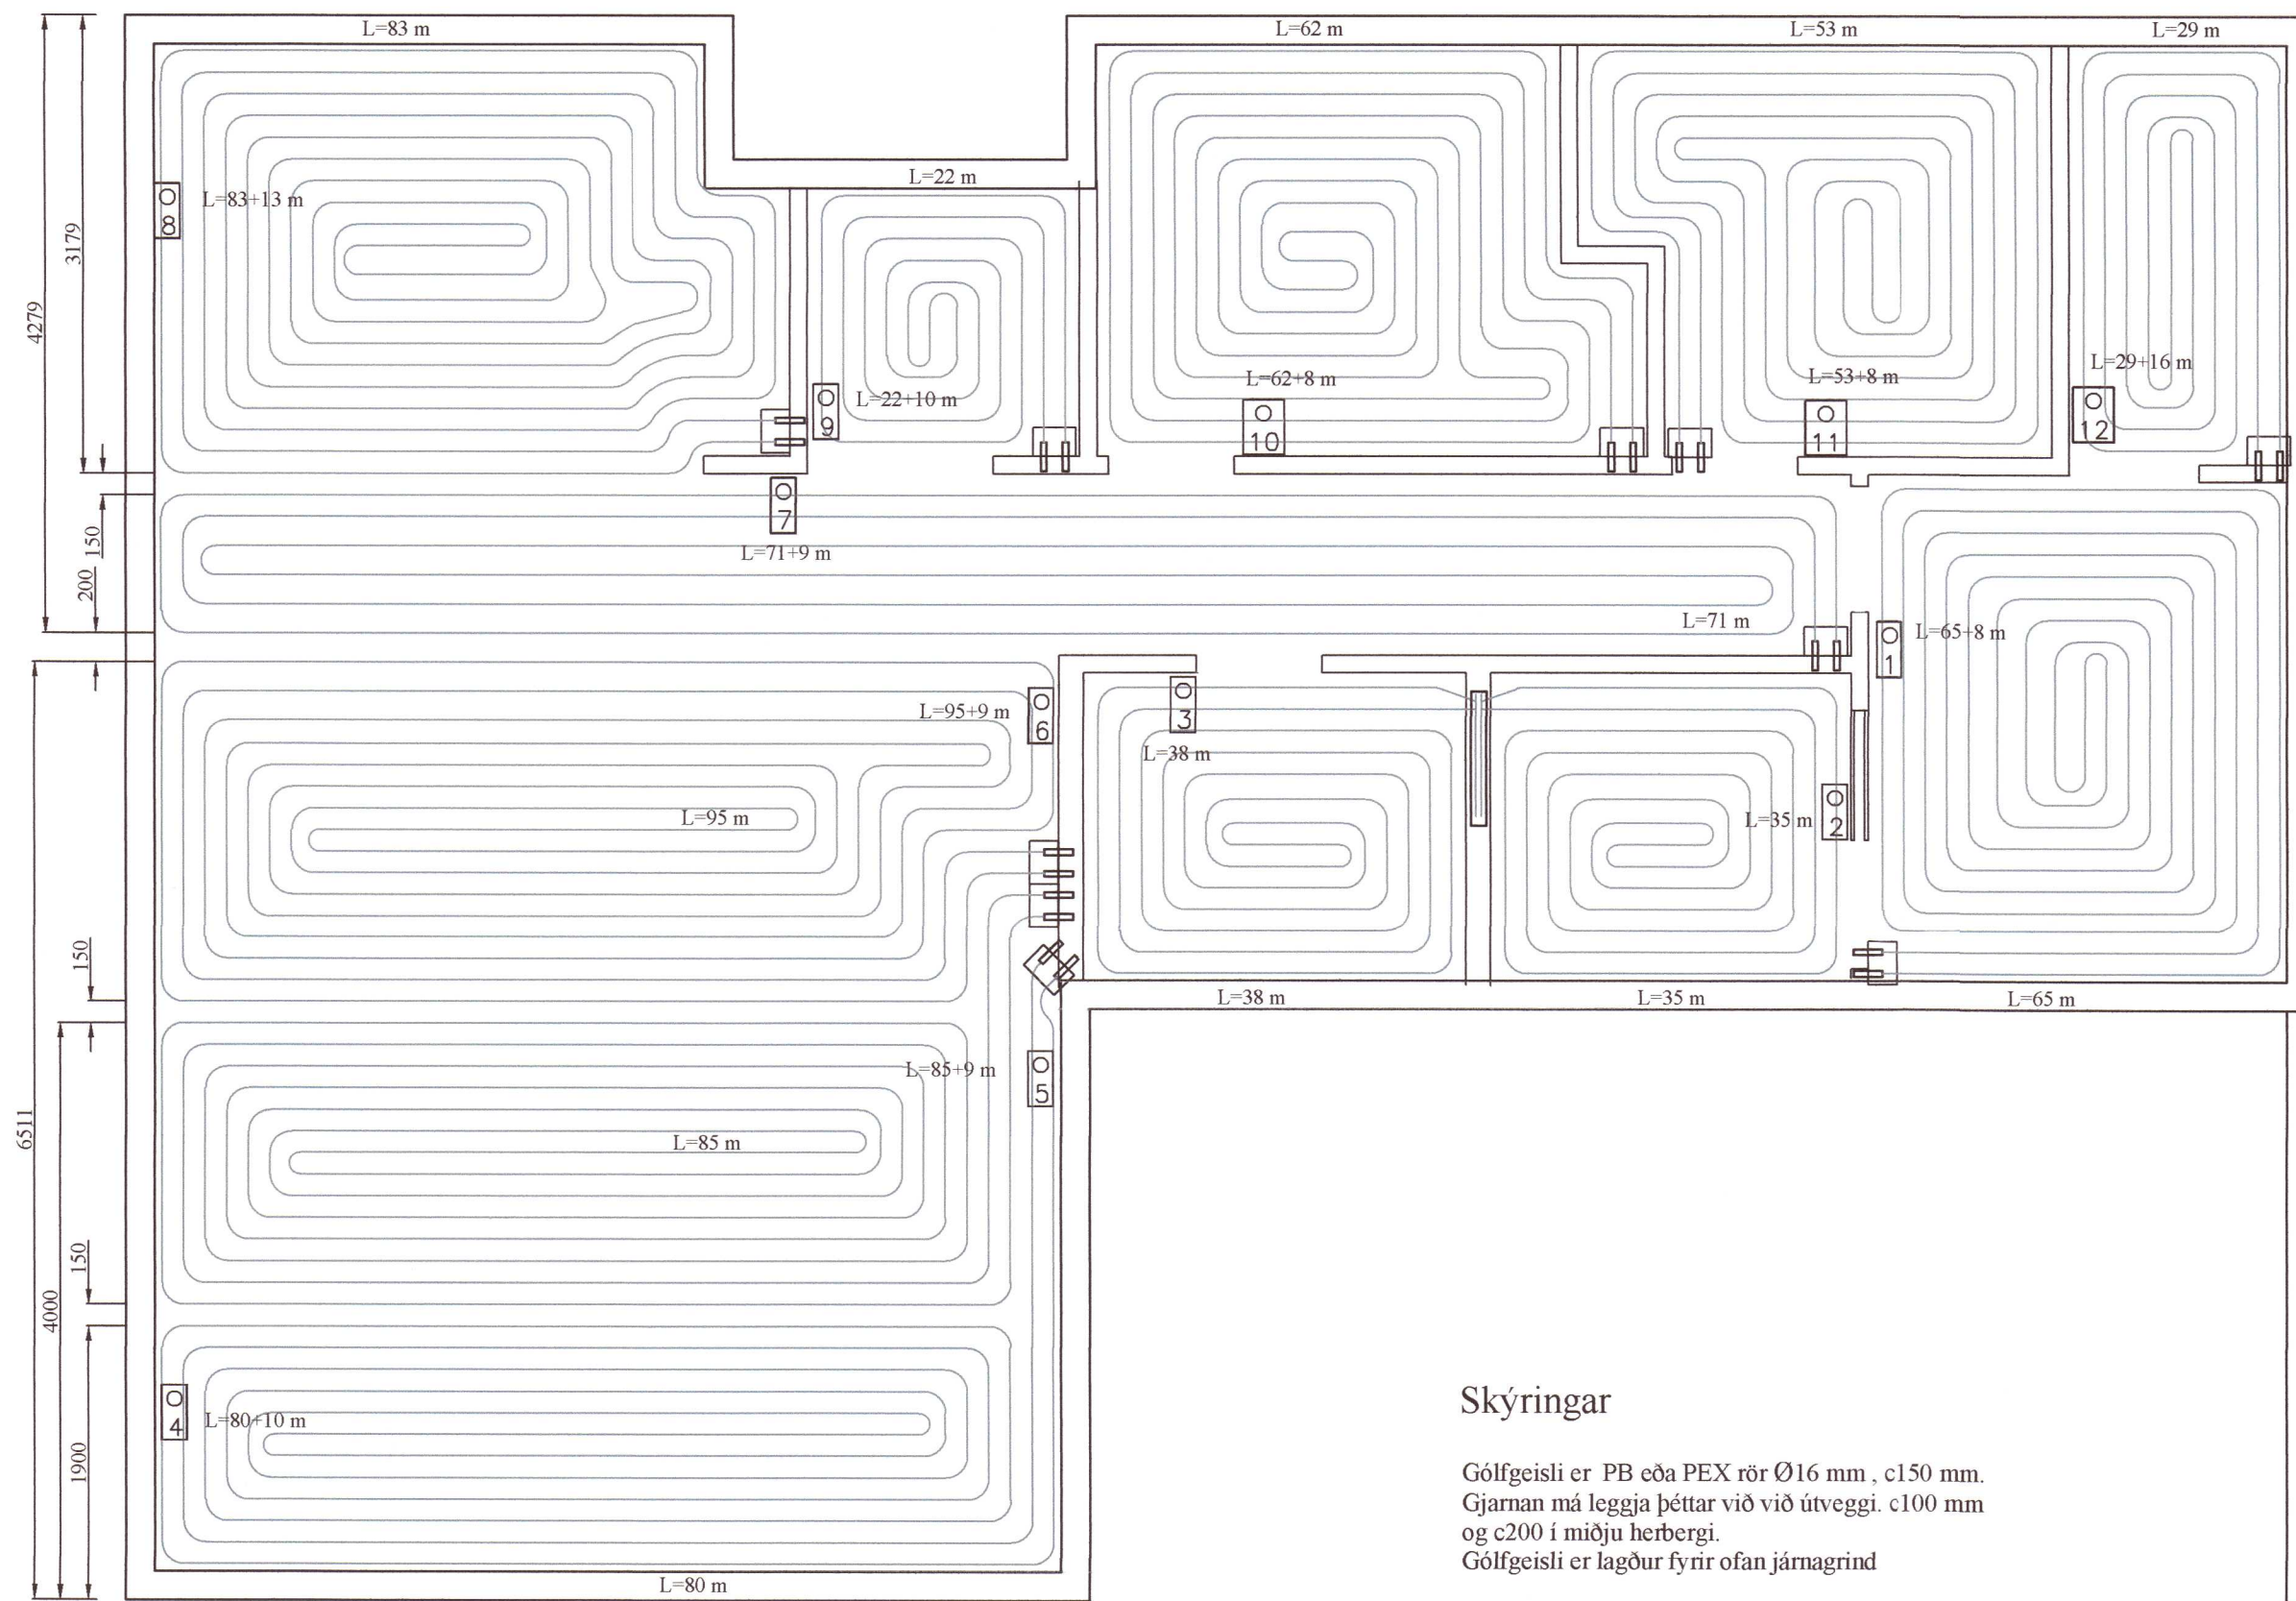 L=83 m
L=62 m
L=53 m
L=29 m
L=22 m
8
L=83+13 m
3179
4279
L=29+16 m
L=62+8 m
L=53+8 m
9
L=22+10 m
10
11
12
7
L=71+9 m
150
200
L=71 m
1
L=65+8 m
6
L=95+9 m
3
L=38 m
L=95 m
2
L=35 m
150
L=38 m
L=35 m
L=65 m
L=85+9 m
5
L=85 m
6511
150
4000
4
L=80+10 m
1900
L=80 m
Skýringar
Gólfgeisli er PB eða PEX rör Ø16 mm , c150 mm.
Gjarnan má leggja þéttar við við útveggi. c100 mm
og c200 í miðju herbergi.
Gólfgeisli er lagður fyrir ofan járnagrind